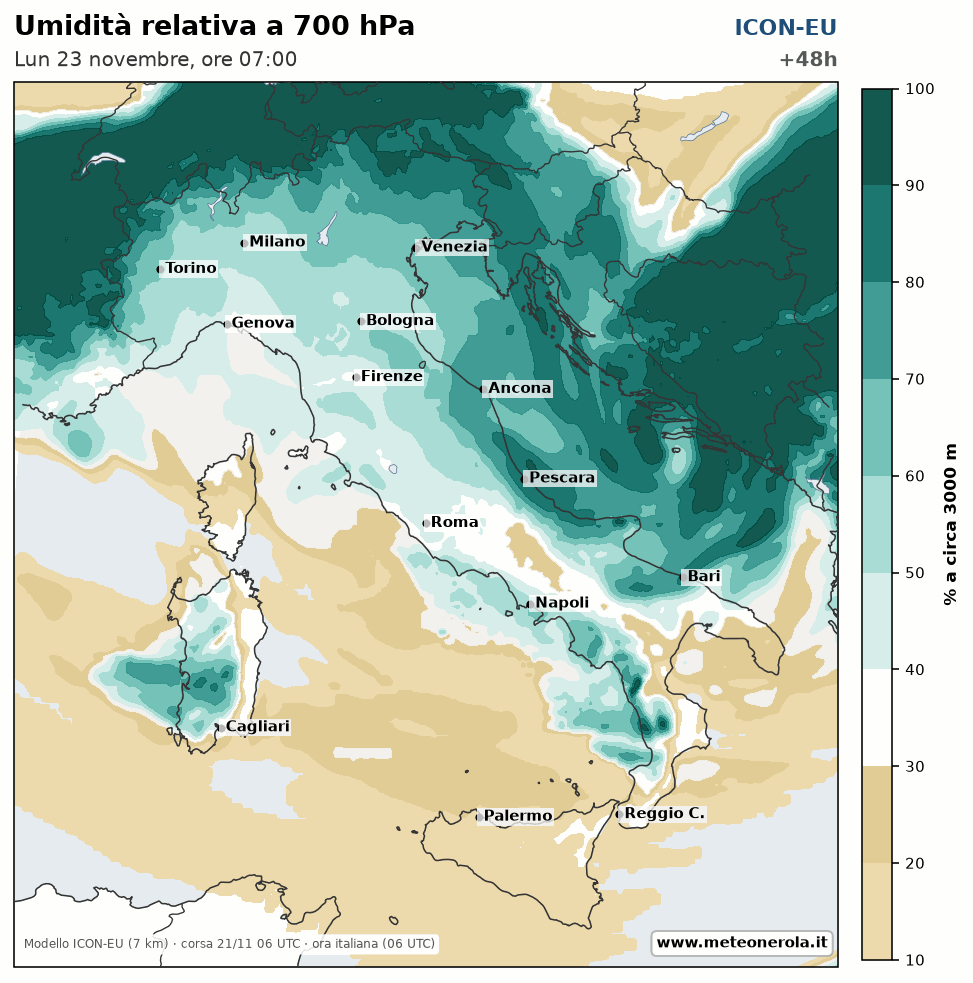 Umidità relativa a 700 hPa
ICON-EU
Lun 23 novembre, ore 07:00
+48h
100
90
80
70
60
50
40
30
20
10
% a circa 3000 m
Milano
Venezia
Torino
Genova
Bologna
Firenze
Ancona
Pescara
Roma
Bari
Napoli
Cagliari
Palermo
Reggio C.
Modello ICON-EU (7 km) · corsa 21/11 06 UTC · ora italiana (06 UTC)
www.meteonerola.it